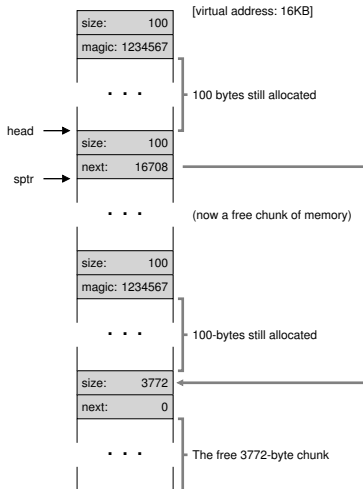 [virtual address: 16KB]
size: 100
magic: 1234567
. . .
100 bytes still allocated
head
size: 100
next: 16708
sptr
. . .
(now a free chunk of memory)
size: 100
magic: 1234567
. . .
100-bytes still allocated
size: 3772
next: 0
. . .
The free 3772-byte chunk